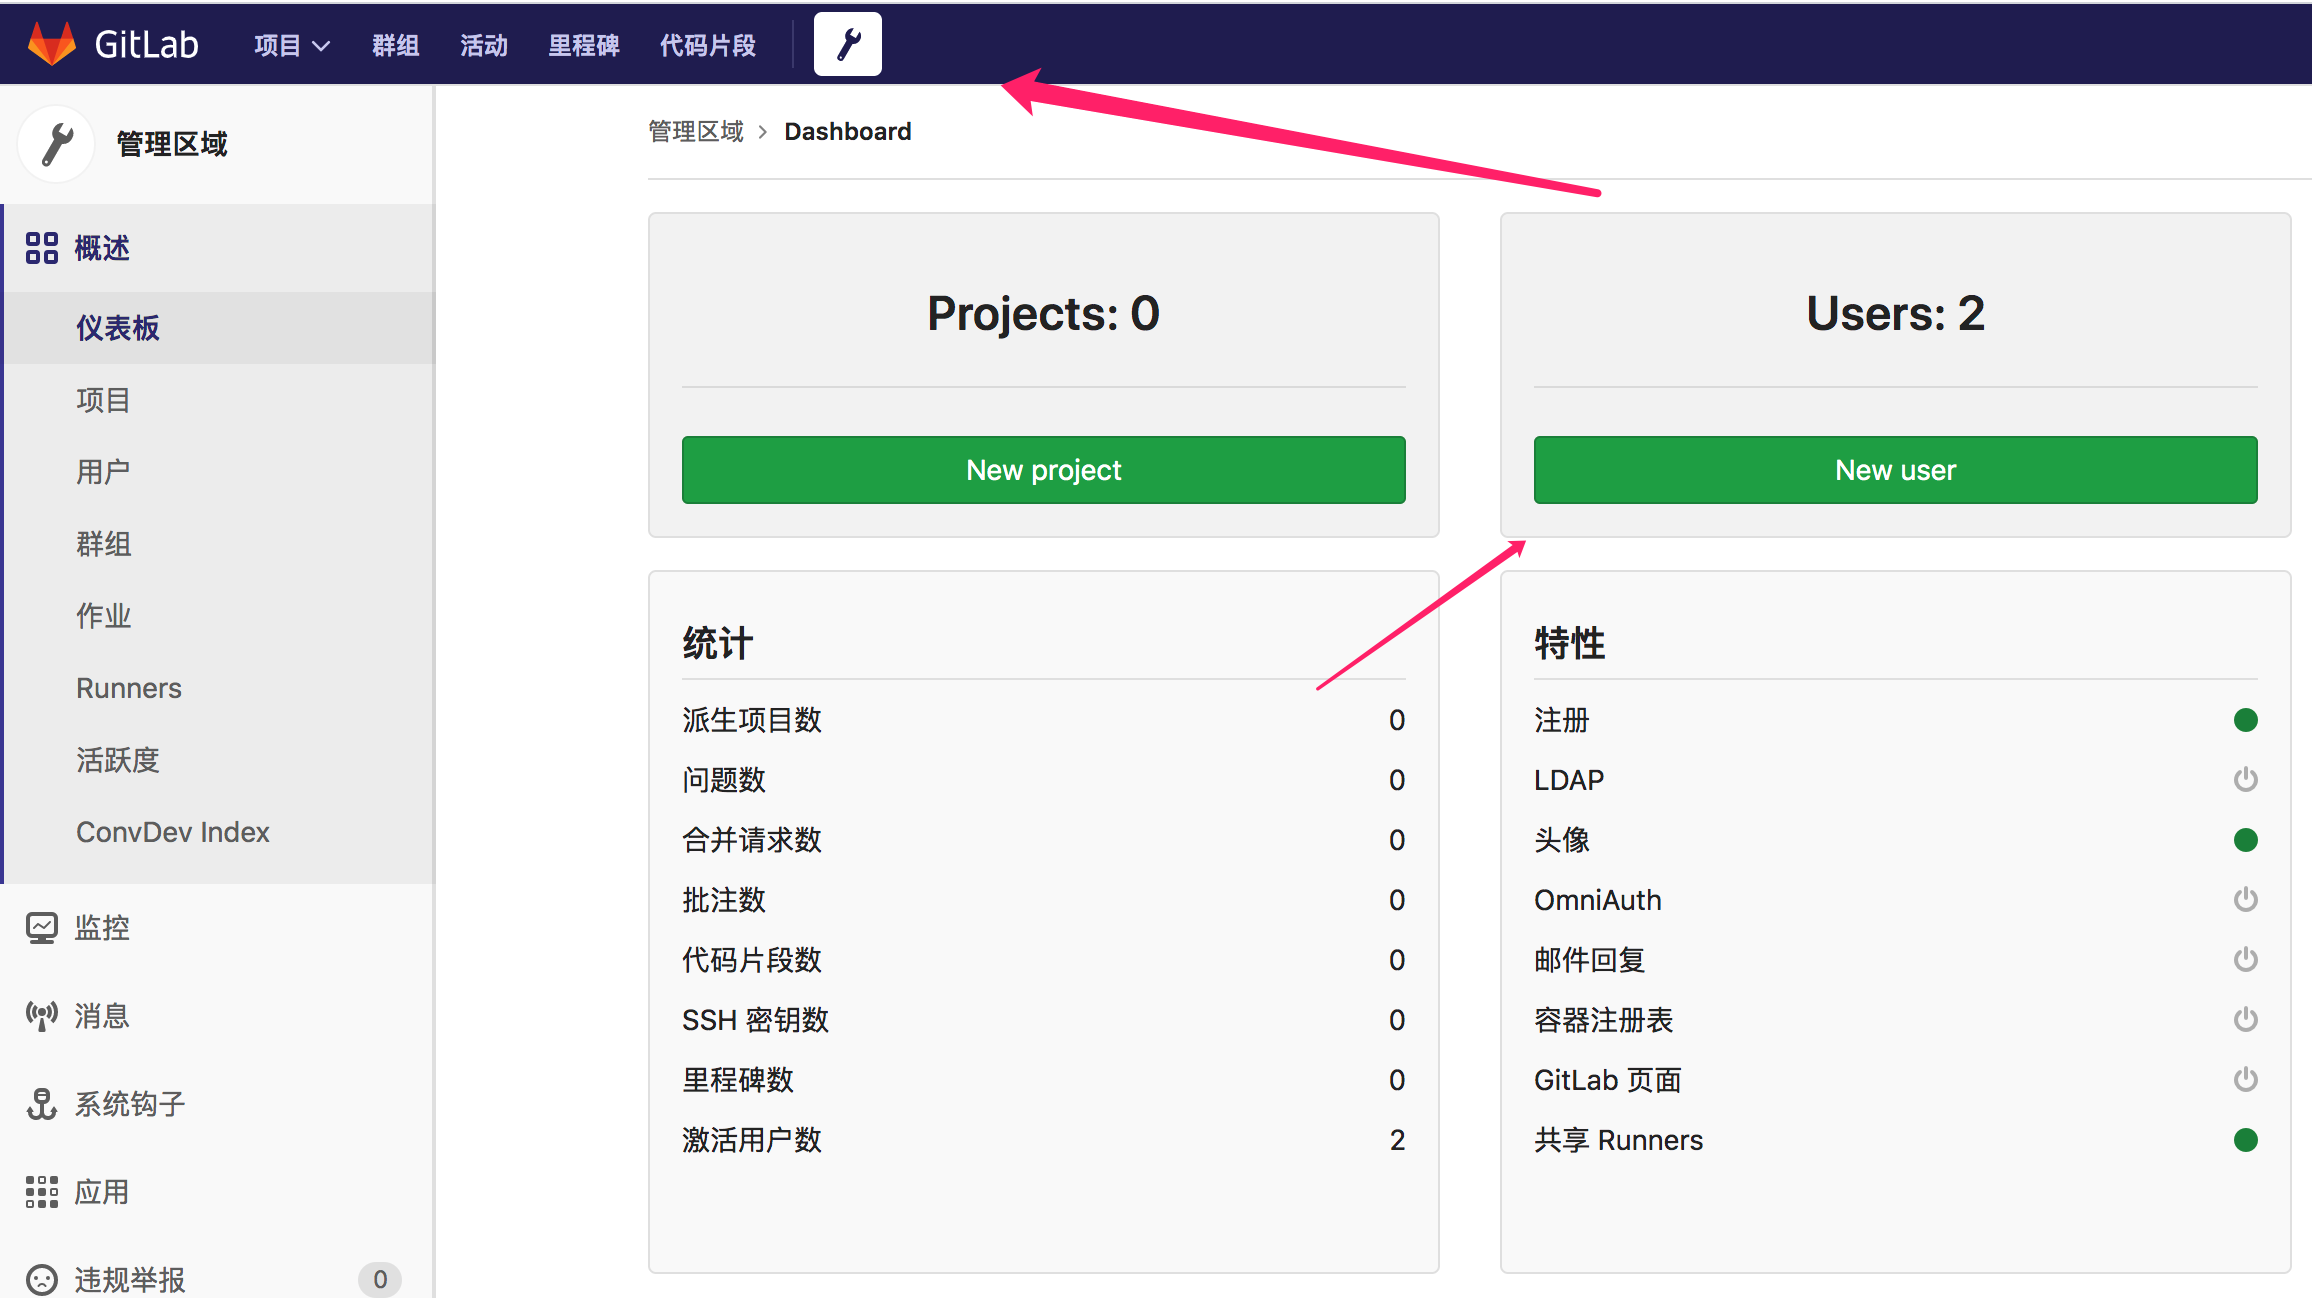 GitLab 项目 群组 活动 里程碑 代码片段
管理区域
概述
仪表板
项目
用户
群组
作业
Runners
活跃度
ConvDev Index
监控
消息
系统钩子
应用
违规举报 0
管理区域 > Dashboard
Projects: 0
New project
Users: 2
New user
统计
派生项目数 0
问题数 0
合并请求数 0
批注数 0
代码片段数 0
SSH 密钥数 0
里程碑数 0
激活用户数 2
特性
注册
LDAP
头像
OmniAuth
邮件回复
容器注册表
GitLab 页面
共享 Runners